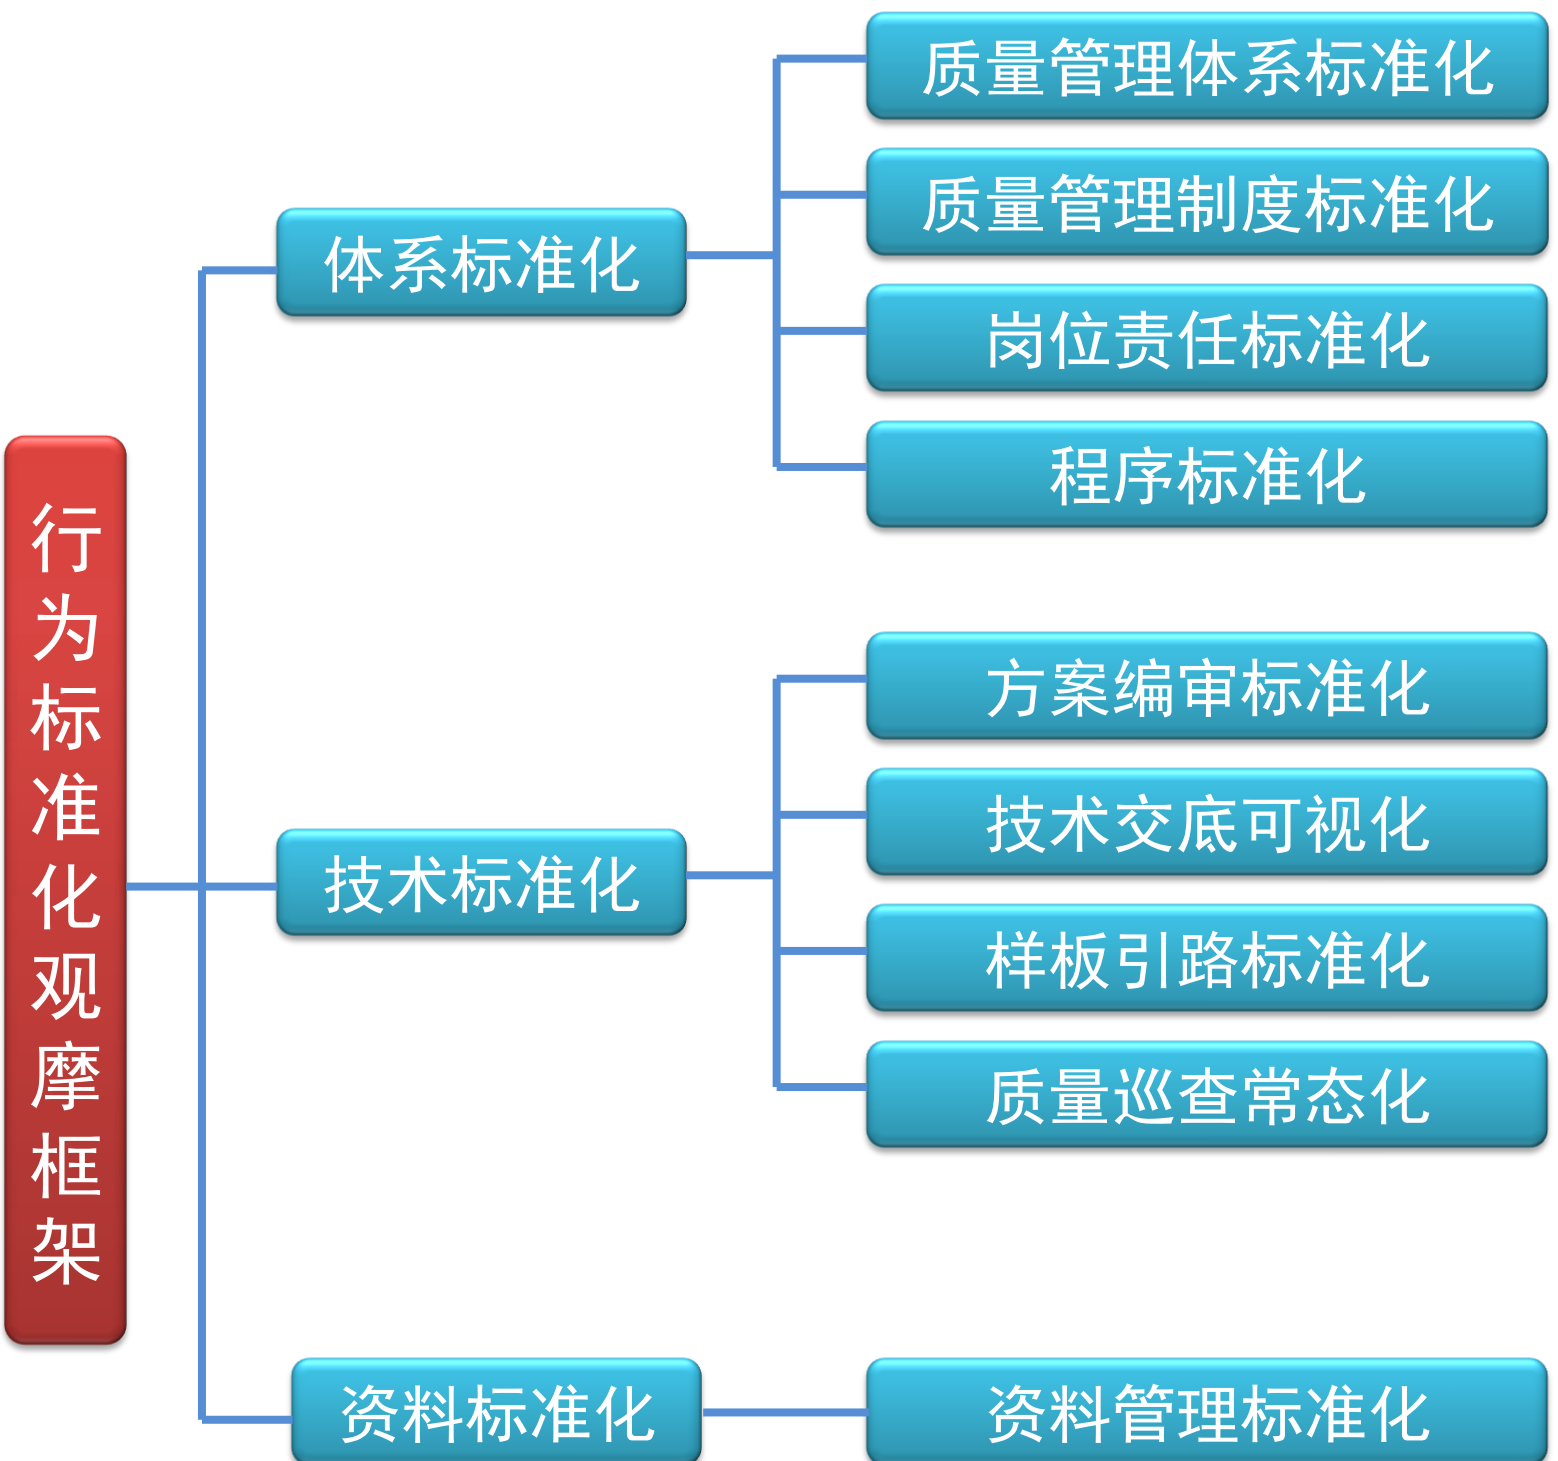 行为标准化观摩框架
体系标准化
质量管理体系标准化
质量管理制度标准化
岗位责任标准化
程序标准化
技术标准化
方案编审标准化
技术交底可视化
样板引路标准化
质量巡查常态化
资料标准化
资料管理标准化